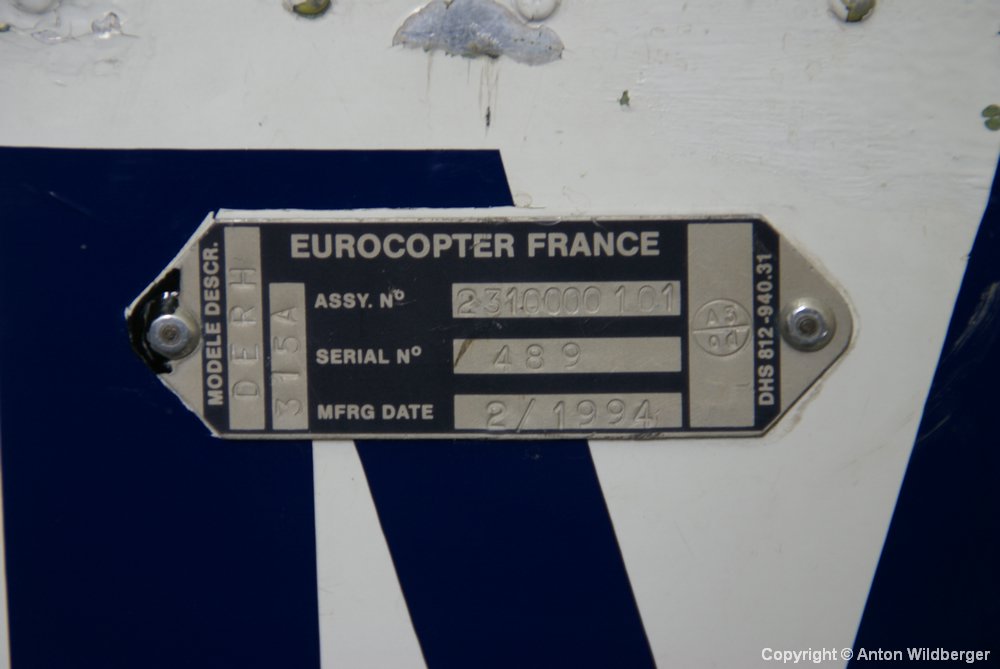 EUROCOPTER FRANCE
MODELE DESCR.
DERH
315A
ASSY. Nº 2310000101
SERIAL Nº 489
MFRG DATE 2/1994
DHS 812-940.31
Copyright © Anton Wildberger